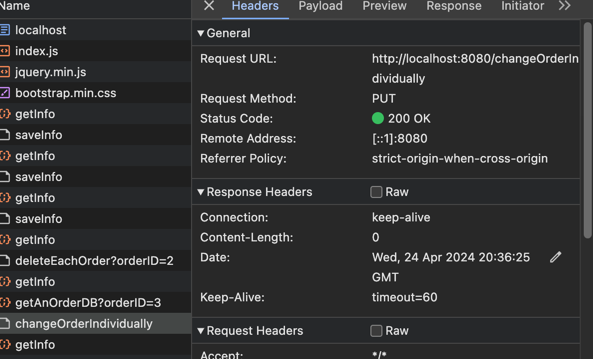 Name
localhost
index.js
jquery.min.js
bootstrap.min.css
getInfo
saveInfo
getInfo
saveInfo
getInfo
saveInfo
getInfo
deleteEachOrder?orderID=2
getInfo
getAnOrderDB?orderID=3
changeOrderIndividually
getInfo
Headers Payload Preview Response Initiator
General
Request URL: http://localhost:8080/changeOrderIn
dividually
Request Method: PUT
Status Code: 200 OK
Remote Address: [::1]:8080
Referrer Policy: strict-origin-when-cross-origin
Response Headers Raw
Connection: keep-alive
Content-Length: 0
Date: Wed, 24 Apr 2024 20:36:25
GMT
Keep-Alive: timeout=60
Request Headers Raw
Accept: */*